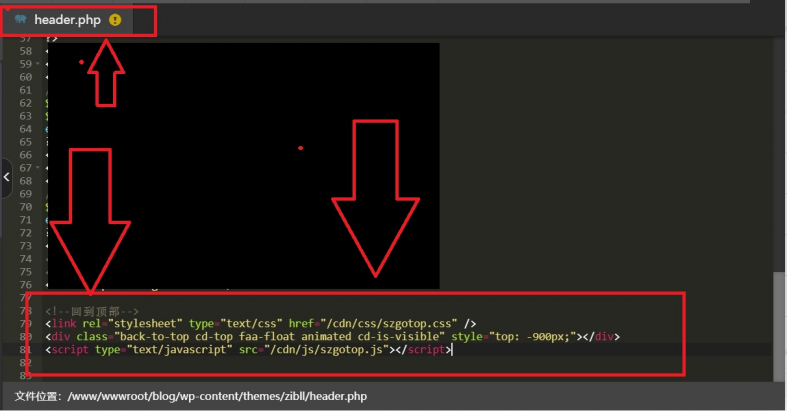 header.php
57 ?>
58 <
59 <
60 <
61 /
62
63
64 e
65
66 <
67 <
68 <
69 /
70
71 e
72
73 <
74
75
76 <
77
78 <!--回到顶部-->
79 <link rel="stylesheet" type="text/css" href="/cdn/css/szgotop.css" />
80 <div class="back-to-top cd-top faa-float animated cd-is-visible" style="top: -900px;"></div>
81 <script type="text/javascript" src="/cdn/js/szgotop.js"></script>
82
83
文件位置：/www/wwwroot/blog/wp-content/themes/zibll/header.php